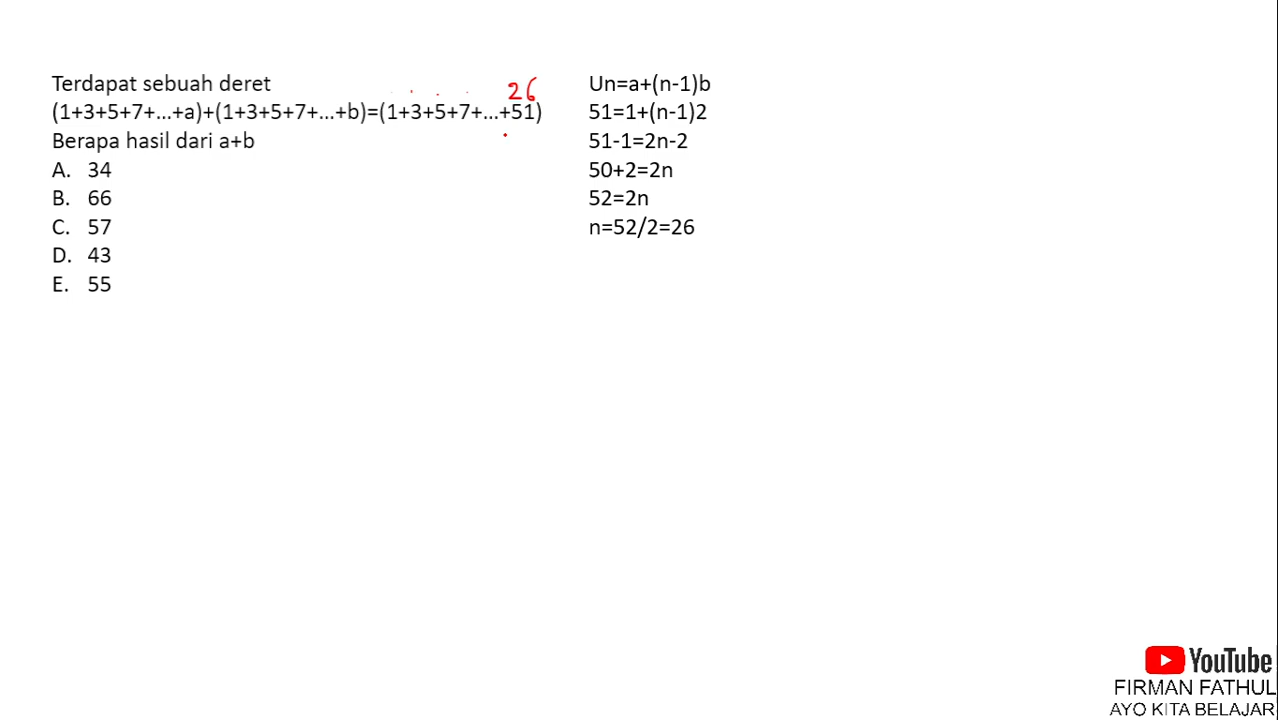 Terdapat sebuah deret
26
(1+3+5+7+...+a)+(1+3+5+7+...+b)=(1+3+5+7+...+51)
Berapa hasil dari a+b
A. 34
B. 66
C. 57
D. 43
E. 55
Un=a+(n-1)b
51=1+(n-1)2
51-1=2n-2
50+2=2n
52=2n
n=52/2=26
YouTube
FIRMAN FATHUL
AYO KITA BELAJAR